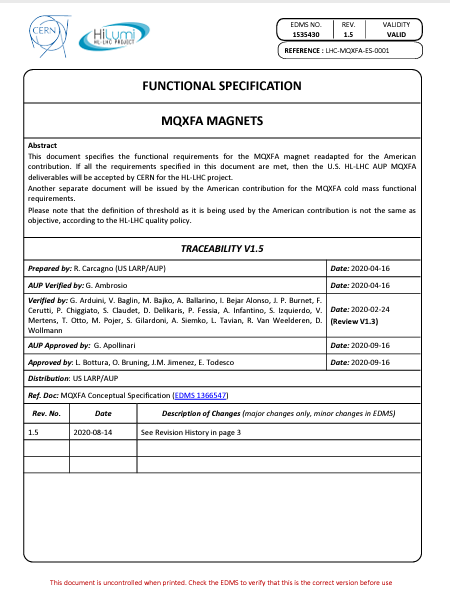 CERN
HiLumi
HL-LHC PROJECT
EDMS NO. REV. VALIDITY
1535430 1.5 VALID
REFERENCE : LHC-MQXFA-ES-0001
FUNCTIONAL SPECIFICATION
MQXFA MAGNETS
Abstract
This document specifies the functional requirements for the MQXFA magnet readapted for the American
contribution. If all the requirements specified in this document are met, then the U.S. HL-LHC AUP MQXFA
deliverables will be accepted by CERN for the HL-LHC project.
Another separate document will be issued by the American contribution for the MQXFA cold mass functional
requirements.
Please note that the definition of threshold as it is being used by the American contribution is not the same as
objective, according to the HL-LHC quality policy.
TRACEABILITY V1.5
Prepared by: R. Carcagno (US LARP/AUP) Date: 2020-04-16
AUP Verified by: G. Ambrosio Date: 2020-04-16
Verified by: G. Arduini, V. Baglin, M. Bajko, A. Ballarino, I. Bejar Alonso, J. P. Burnet, F.
Cerutti, P. Chiggiato, S. Claudet, D. Delikaris, P. Fessia, A. Infantino, S. Izquierdo, V.
Mertens, T. Otto, M. Pojer, S. Gilardoni, A. Siemko, L. Tavian, R. Van Weelderen, D.
Wollmann
Date: 2020-02-24
(Review V1.3)
AUP Approved by: G. Apollinari Date: 2020-09-16
Approved by: L. Bottura, O. Bruning, J.M. Jimenez, E. Todesco Date: 2020-09-16
Distribution: US LARP/AUP
Ref. Doc: MQXFA Conceptual Specification (EDMS 1366547)
Rev. No. Date Description of Changes (major changes only, minor changes in EDMS)
1.5 2020-08-14 See Revision History in page 3
This document is uncontrolled when printed. Check the EDMS to verify that this is the correct version before use